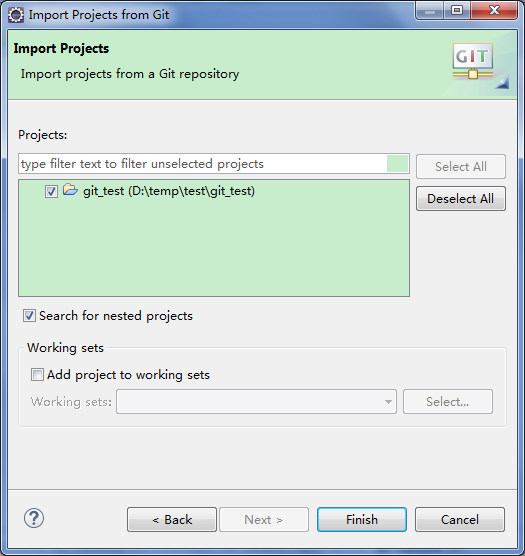 Import Projects from Git
Import Projects
Import projects from a Git repository
GIT
Projects:
type filter text to filter unselected projects
Select All
git_test (D:\temp\test\git_test)
Deselect All
Search for nested projects
Working sets
Add project to working sets
Working sets:
Select...
?
< Back
Next >
Finish
Cancel